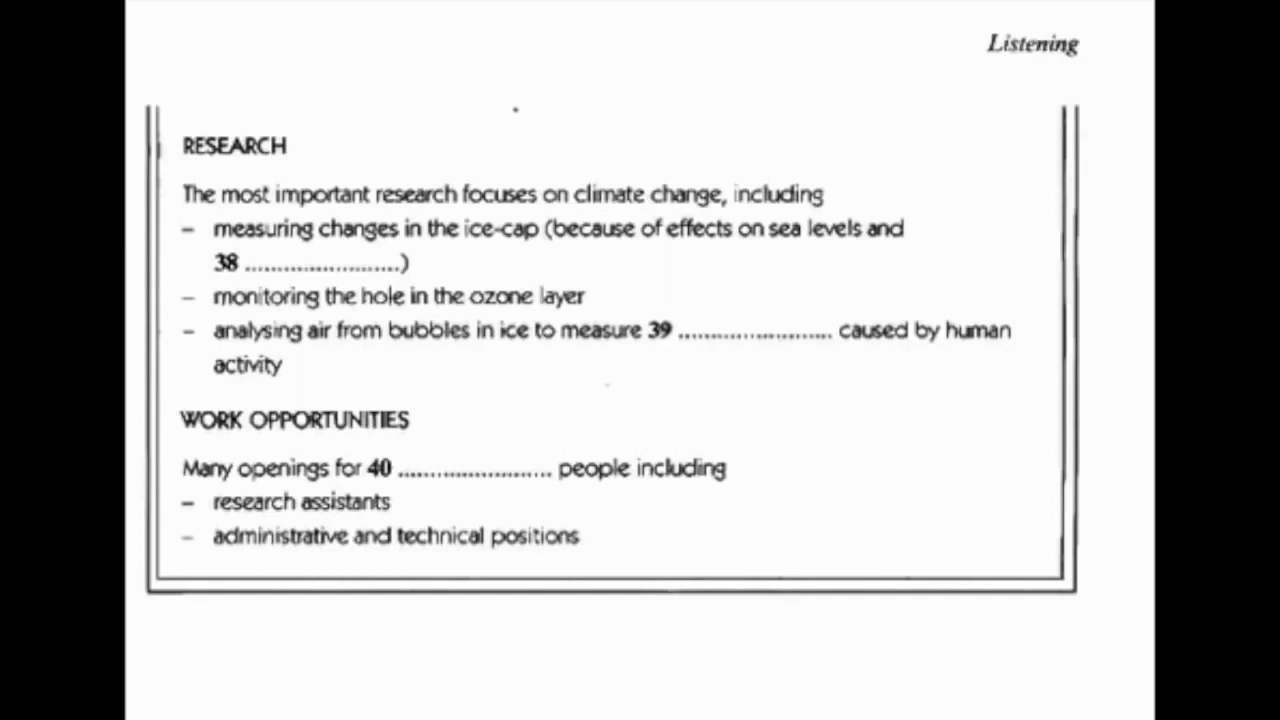 Listening
RESEARCH
The most important research focuses on climate change, including
– measuring changes in the ice-cap (because of effects on sea levels and
38 ........................)
– monitoring the hole in the ozone layer
– analysing air from bubbles in ice to measure 39 ........................ caused by human
activity
WORK OPPORTUNITIES
Many openings for 40 ........................ people including
– research assistants
– administrative and technical positions